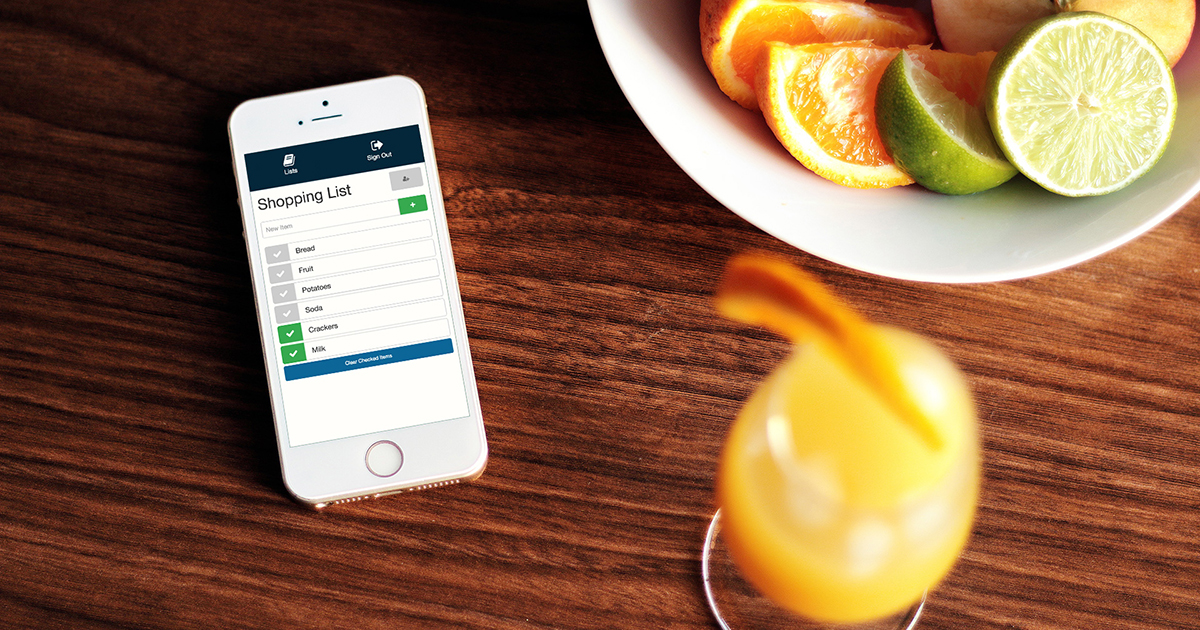 Lists
Sign Out
Shopping List
New Item
Bread
Fruit
Potatoes
Soda
Crackers
Milk
Clear Checked Items